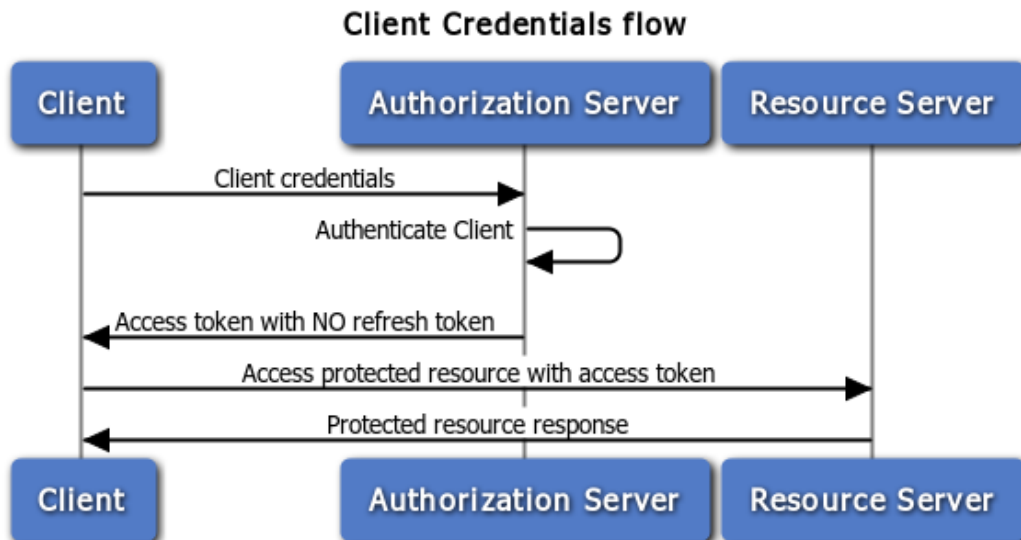 Client Credentials flow
Client
Authorization Server
Resource Server
Client credentials
Authenticate Client
Access token with NO refresh token
Access protected resource with access token
Protected resource response
Client
Authorization Server
Resource Server